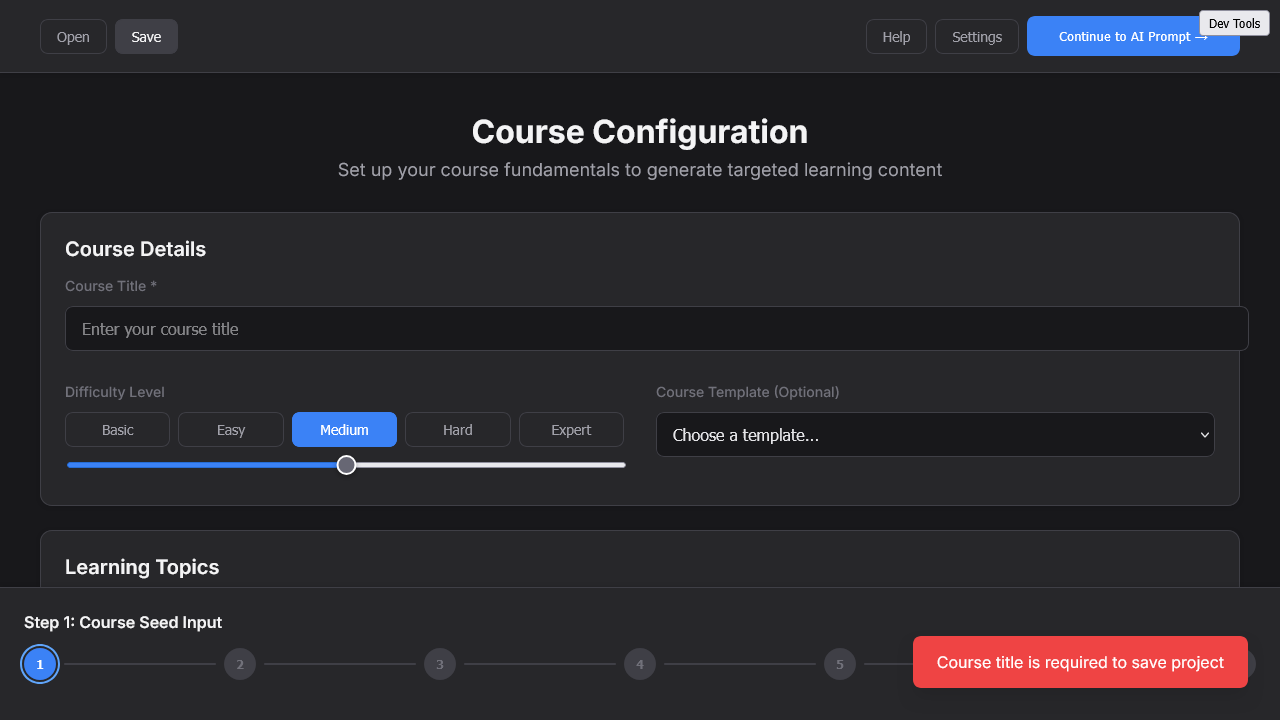 Open
Save
Help
Settings
Continue to AI Prompt →
Dev Tools
Course Configuration
Set up your course fundamentals to generate targeted learning content
Course Details
Course Title *
Enter your course title
Difficulty Level
Basic
Easy
Medium
Hard
Expert
Course Template (Optional)
Choose a template...
Learning Topics
Step 1: Course Seed Input
1
2
3
4
5
Course title is required to save project